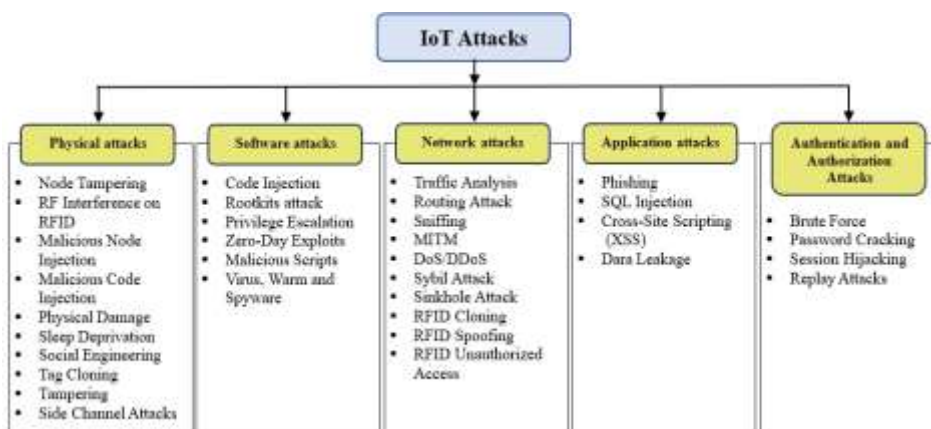 IoT Attacks
Physical attacks
Node Tampering
RF Interference on
RFID
Malicious Node
Injection
Malicious Code
Injection
Physical Damage
Sleep Deprivation
Social Engineering
Tag Cloning
Tampering
Side Channel Attacks
Software attacks
Code Injection
Rootkits attack
Privilege Escalation
Zero-Day Exploits
Malicious Scripts
Virus, Warm and
Spyware
Network attacks
Traffic Analysis
Routing Attack
Sniffing
MITM
DoS/DDoS
Sybil Attack
Sinkhole Attack
RFID Cloning
RFID Spoofing
RFID Unauthorized
Access
Application attacks
Phishing
SQL Injection
Cross-Site Scripting
(XSS)
Dara Leakage
Authentication and
Authorization
Attacks
Brute Force
Password Cracking
Session Hijacking
Replay Attacks